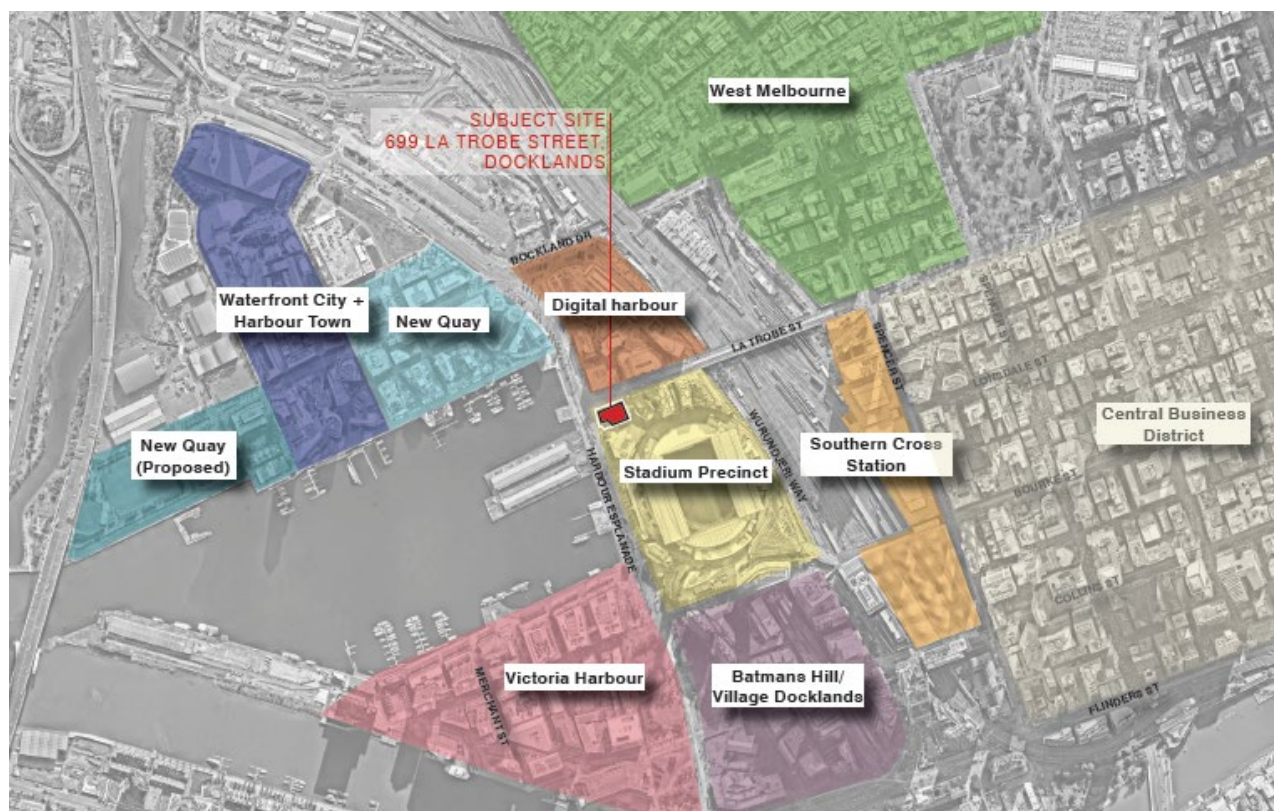 West Melbourne
SUBJECT SITE
699 LA TROBE STREET,
DOCKLANDS
DOCKLAND DR
Waterfront City +
Harbour Town
New Quay
Digital harbour
LA TROBE ST
SPENCER ST
LONSDALE ST
Central Business
District
New Quay
(Proposed)
Stadium Precinct
WURUNDJERI WAY
Southern Cross
Station
HARBOUR ESPLANADE
BOURKE ST
COLLINS ST
Victoria Harbour
MERCHANT ST
Batmans Hill/
Village Docklands
FLINDERS ST